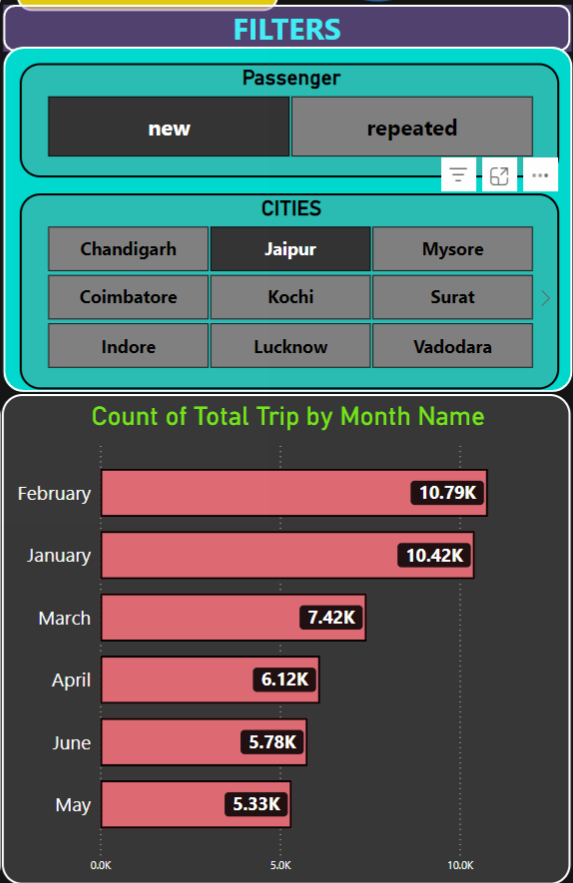 FILTERS
Passenger
new repeated
CITIES
Chandigarh Jaipur Mysore
Coimbatore Kochi Surat
Indore Lucknow Vadodara
Count of Total Trip by Month Name
February 10.79K
January 10.42K
March 7.42K
April 6.12K
June 5.78K
May 5.33K
0.0K 5.0K 10.0K